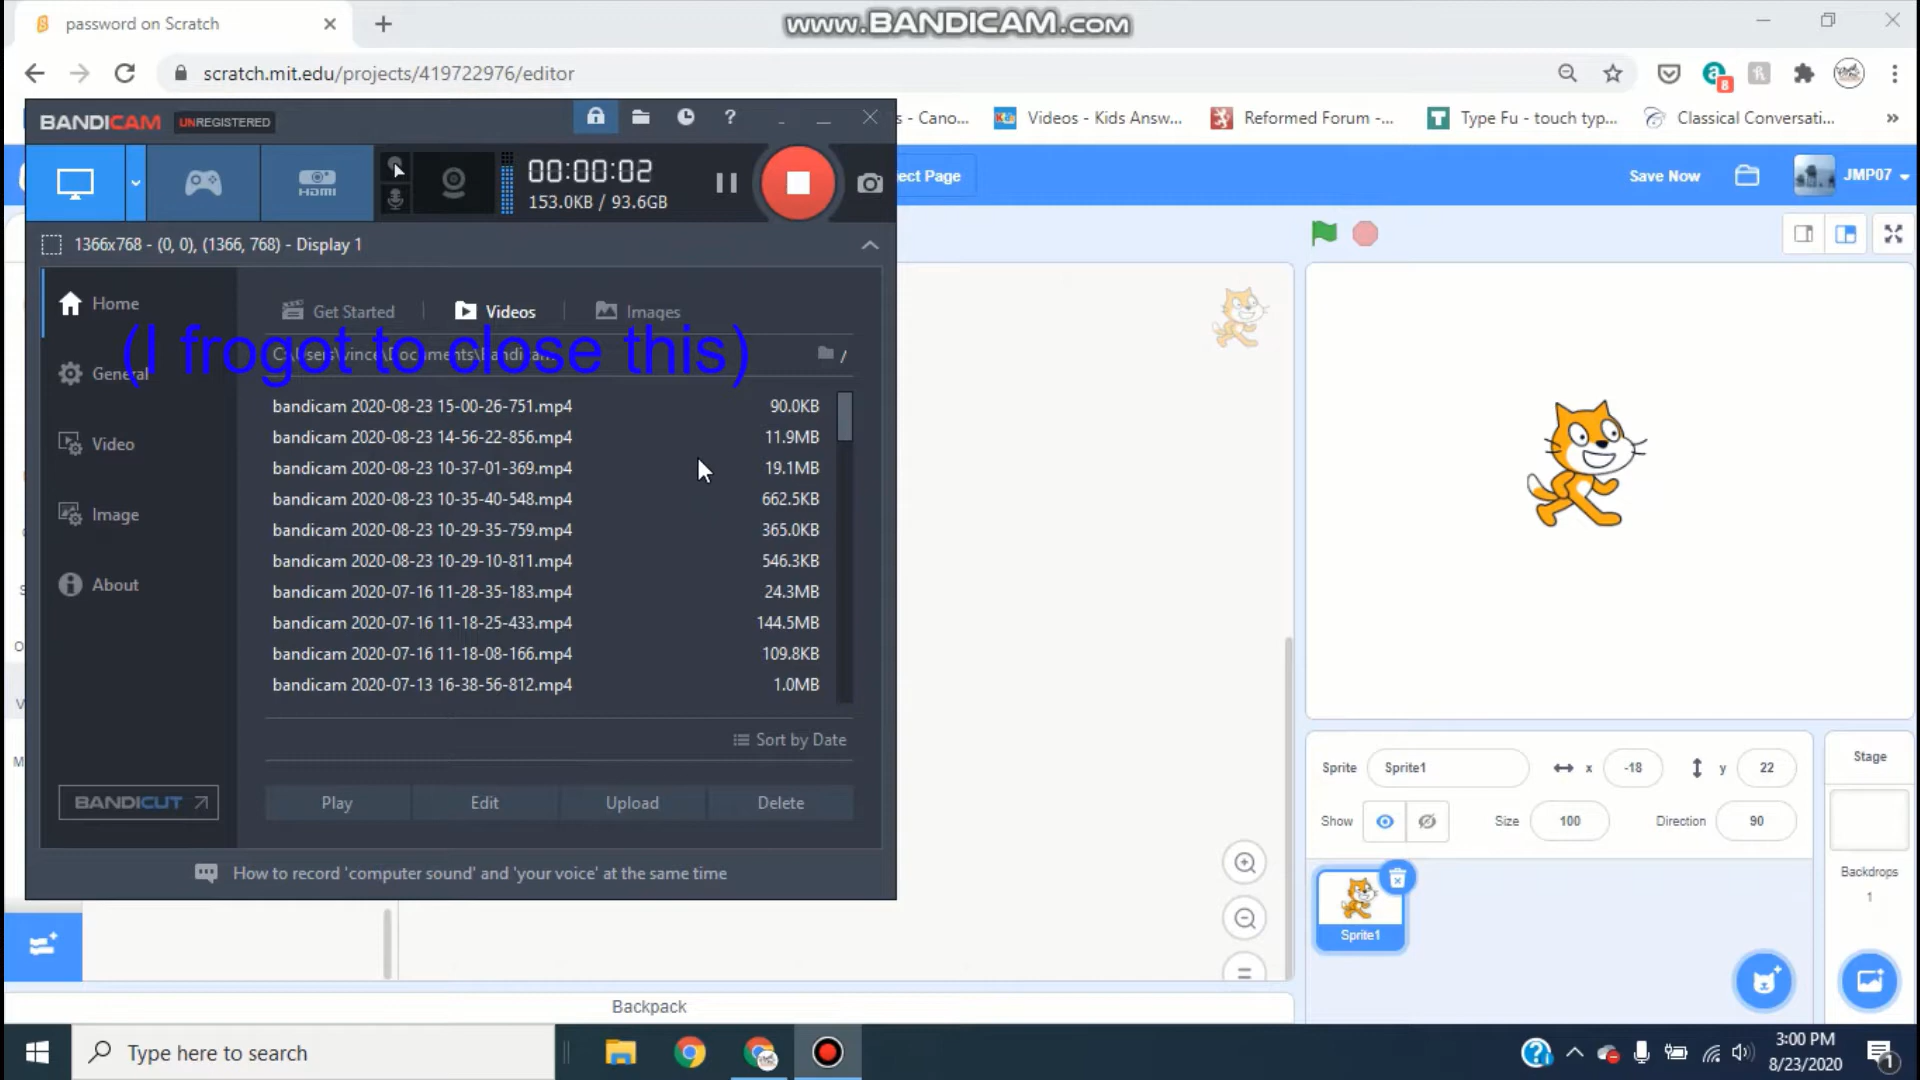 password on Scratch
www.BANDICAM.com
scratch.mit.edu/projects/419722976/editor
8
s - Cano...
Videos - Kids Answ...
Reformed Forum -...
Type Fu - touch typ...
Classical Conversati...
BANDICAM UNREGISTERED
?
HDMI
00:00:02
153.0KB / 93.6GB
ect Page
Save Now
JMP07
1366x768 - (0, 0), (1366, 768) - Display 1
Home
Get Started
Videos
Images
(I frogot to close this)
C:\Users\vince\Documents\Bandicam
/
General
bandicam 2020-08-23 15-00-26-751.mp4 90.0KB
bandicam 2020-08-23 14-56-22-856.mp4 11.9MB
Video
bandicam 2020-08-23 10-37-01-369.mp4 19.1MB
bandicam 2020-08-23 10-35-40-548.mp4 662.5KB
Image
bandicam 2020-08-23 10-29-35-759.mp4 365.0KB
bandicam 2020-08-23 10-29-10-811.mp4 546.3KB
About
bandicam 2020-07-16 11-28-35-183.mp4 24.3MB
bandicam 2020-07-16 11-18-25-433.mp4 144.5MB
bandicam 2020-07-16 11-18-08-166.mp4 109.8KB
bandicam 2020-07-13 16-38-56-812.mp4 1.0MB
Sort by Date
BANDICUT
Play
Edit
Upload
Delete
How to record 'computer sound' and 'your voice' at the same time
Sprite
Sprite1
x
-18
y
22
Show
Size
100
Direction
90
Stage
Backdrops
1
Sprite1
Backpack
Type here to search
3:00 PM
8/23/2020
1